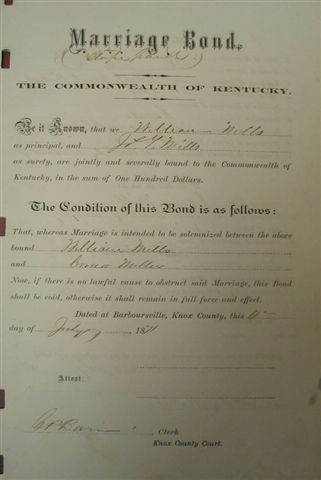 Marriage Bond.
THE COMMONWEALTH OF KENTUCKY.
Be it Known, that we William Mills
as principal, and Mills
as surety, are jointly and severally bound to the Commonwealth of
Kentucky, in the sum of One Hundred Dollars.
The Condition of this Bond is as follows:
That, whereas Marriage is intended to be solemnized between the above
bound William Mills
and Miller
Now, if there is no lawful cause to obstruct said Marriage, this Bond
shall be void, otherwise it shall remain in full force and effect.
Dated at Barboursville, Knox County, this
day of July 187
Attest:
Clerk
Knox County Court.